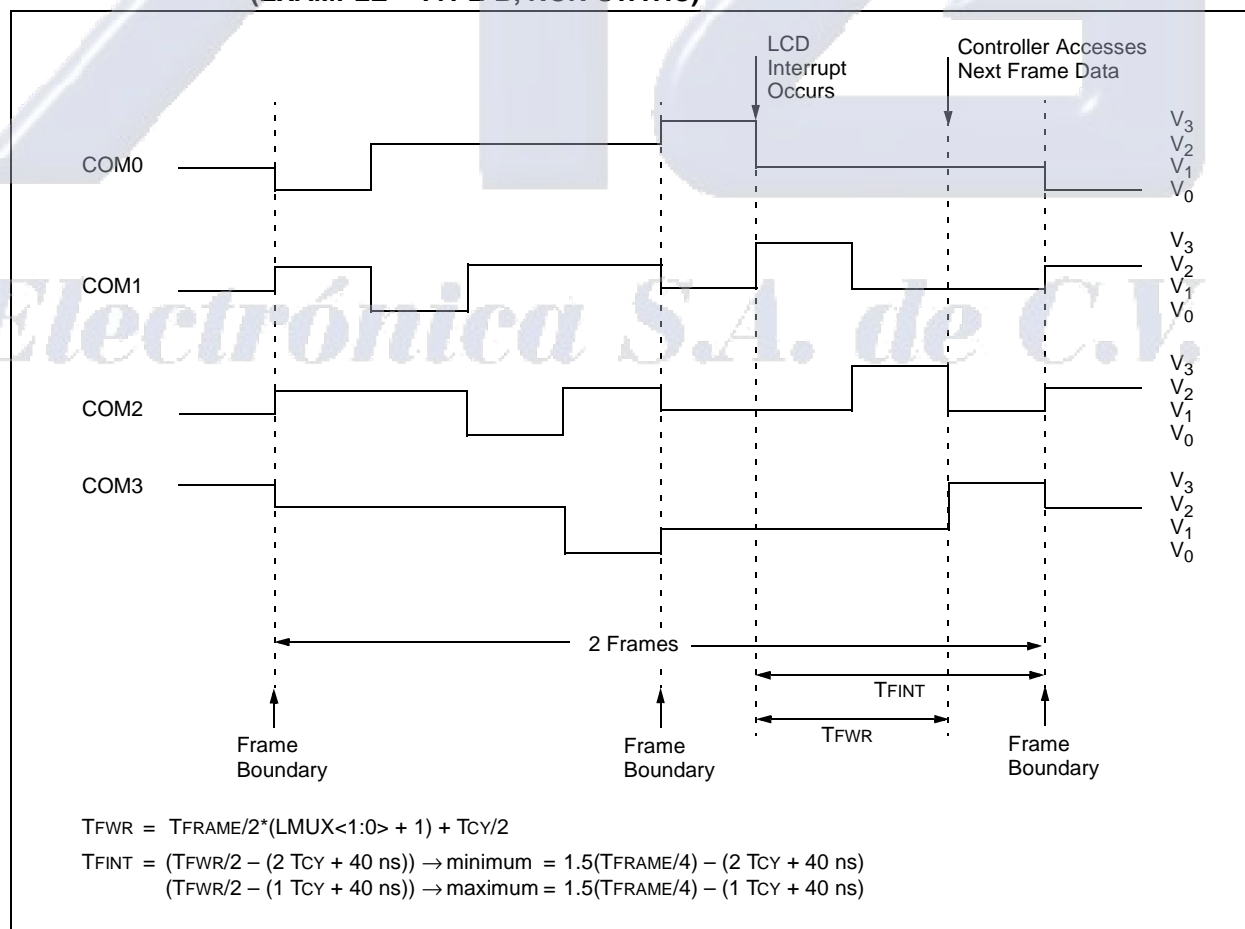 LCD
Interrupt
Occurs
Controller Accesses
Next Frame Data
COM0
V3
V2
V1
V0
COM1
V3
V2
V1
V0
Electrónica S.A. de C.V.
COM2
V3
V2
V1
V0
COM3
V3
V2
V1
V0
2 Frames
TFINT
TFWR
Frame
Boundary
Frame
Boundary
Frame
Boundary
TFWR = TFRAME/2*(LMUX<1:0> + 1) + TCY/2
TFINT = (TFWR/2 – (2 TCY + 40 ns)) → minimum = 1.5(TFRAME/4) – (2 TCY + 40 ns)
(TFWR/2 – (1 TCY + 40 ns)) → maximum = 1.5(TFRAME/4) – (1 TCY + 40 ns)